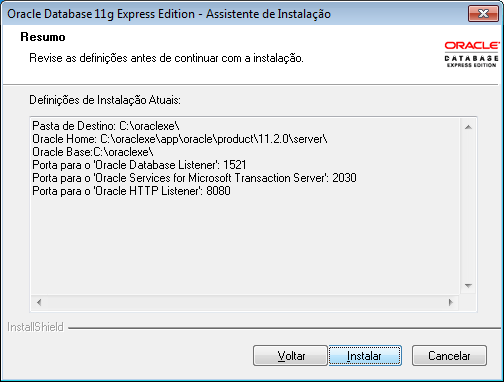 Oracle Database 11g Express Edition - Assistente de Instalação
Resumo
Revise as definições antes de continuar com a instalação.
ORACLE
DATABASE
EXPRESS EDITION
Definições de Instalação Atuais:
Pasta de Destino: C:\oraclexe\
Oracle Home: C:\oraclexe\app\oracle\product\11.2.0\server\
Oracle Base:C:\oraclexe\
Porta para o 'Oracle Database Listener': 1521
Porta para o 'Oracle Services for Microsoft Transaction Server': 2030
Porta para o 'Oracle HTTP Listener': 8080
InstallShield
Voltar Instalar Cancelar